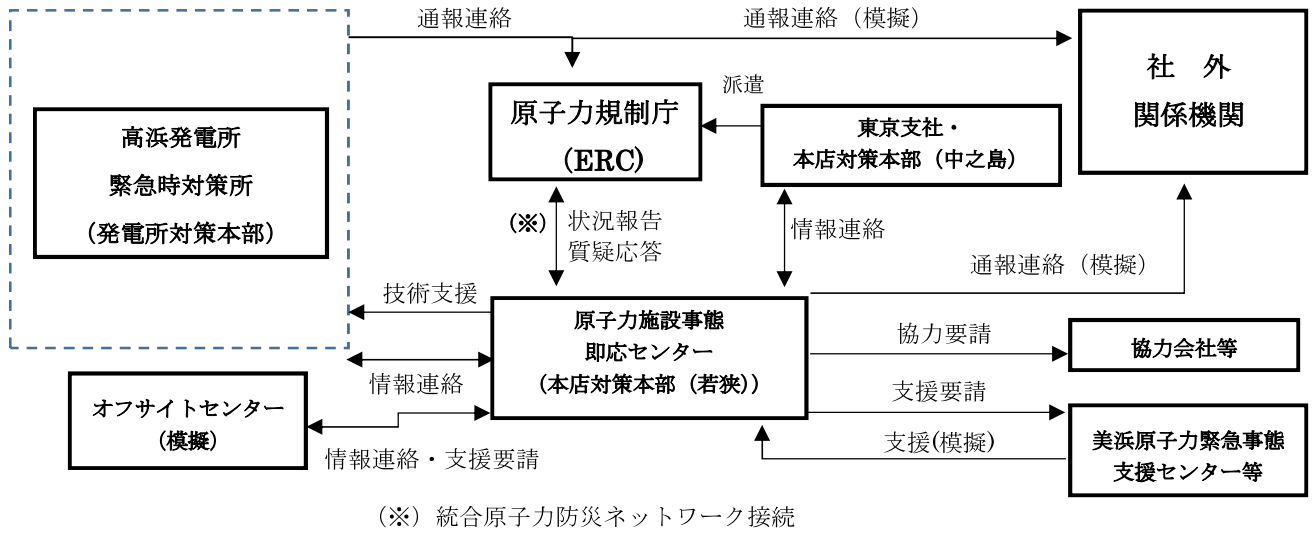 通報連絡
通報連絡（模擬）
社　外
関係機関
派遣
原子力規制庁
（ERC）
東京支社・
本店対策本部（中之島）
高浜発電所
緊急時対策所
（発電所対策本部）
（※）
状況報告
質疑応答
情報連絡
通報連絡（模擬）
技術支援
原子力施設事態
即応センター
（本店対策本部（若狭））
協力要請
協力会社等
情報連絡
オフサイトセンター
（模擬）
支援要請
支援(模擬)
美浜原子力緊急事態
支援センター等
情報連絡・支援要請
（※）統合原子力防災ネットワーク接続